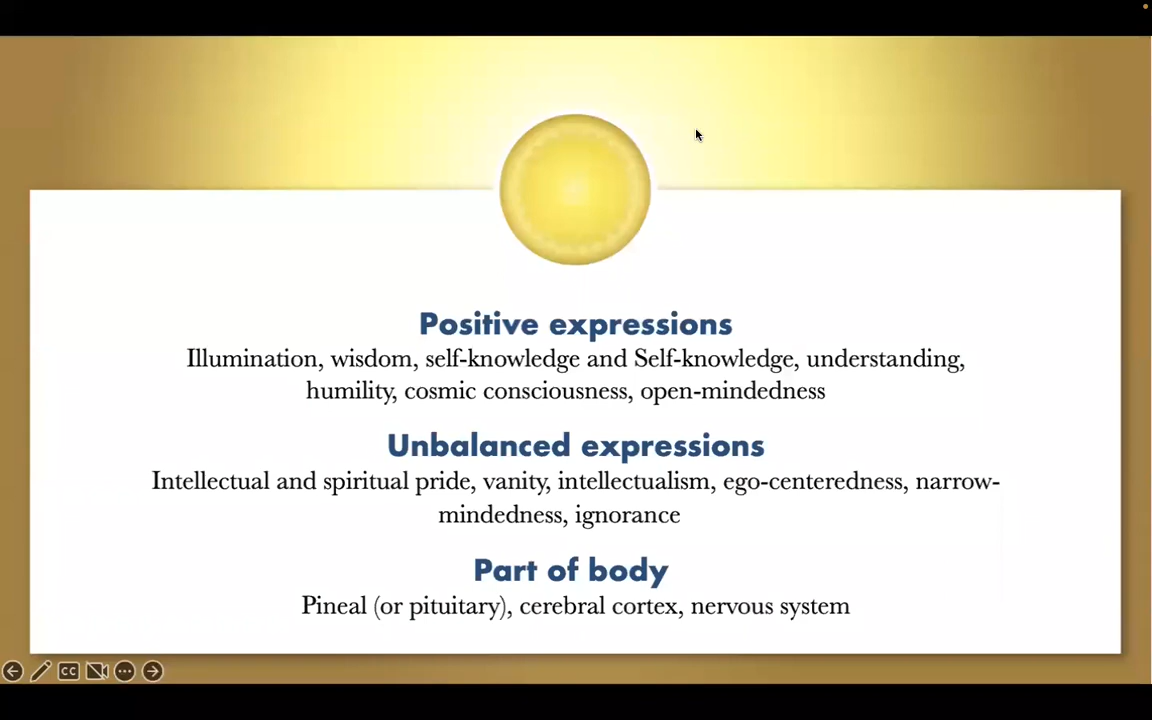 Positive expressions
Illumination, wisdom, self-knowledge and Self-knowledge, understanding,
humility, cosmic consciousness, open-mindedness
Unbalanced expressions
Intellectual and spiritual pride, vanity, intellectualism, ego-centeredness, narrow-
mindedness, ignorance
Part of body
Pineal (or pituitary), cerebral cortex, nervous system
CC